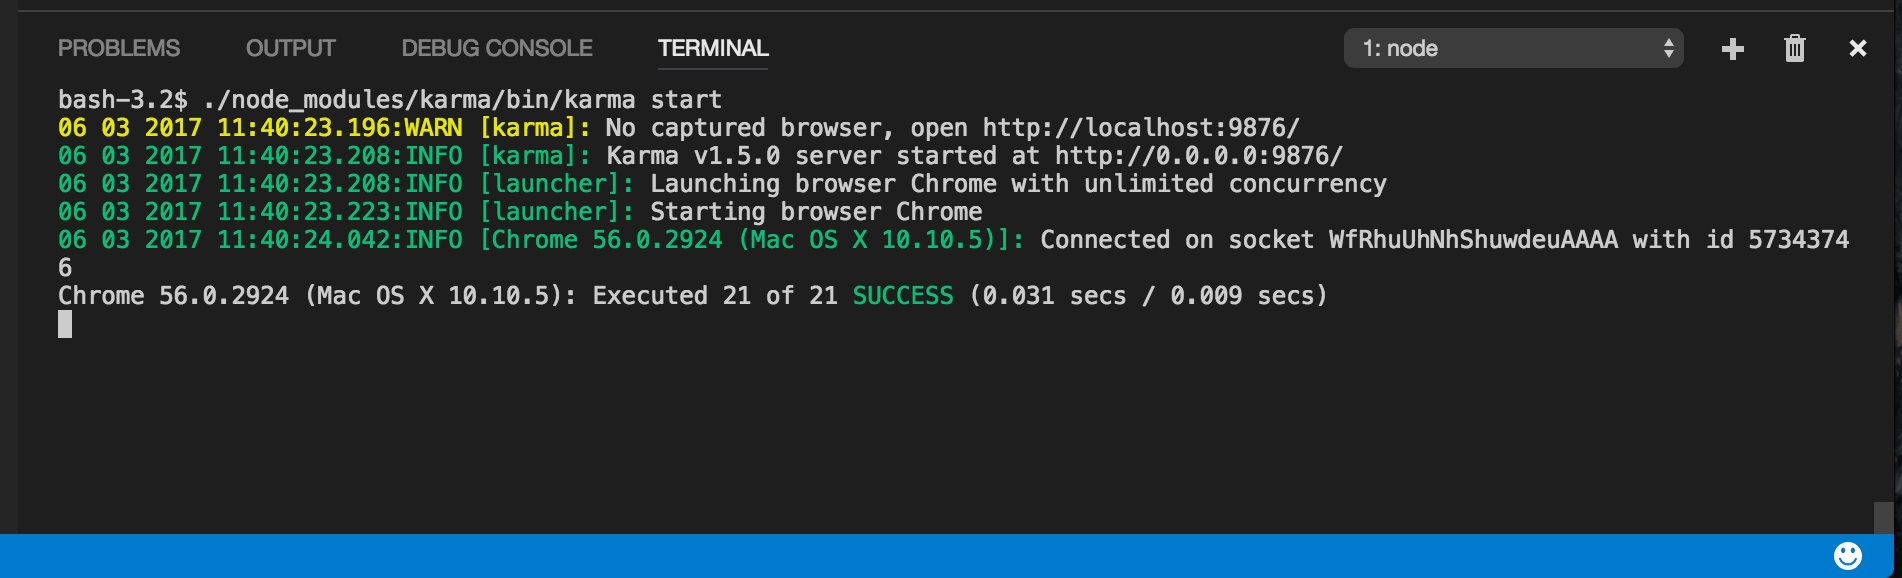 PROBLEMS OUTPUT DEBUG CONSOLE TERMINAL 1: node
bash-3.2$ ./node_modules/karma/bin/karma start
06 03 2017 11:40:23.196:WARN [karma]: No captured browser, open http://localhost:9876/
06 03 2017 11:40:23.208:INFO [karma]: Karma v1.5.0 server started at http://0.0.0.0:9876/
06 03 2017 11:40:23.208:INFO [launcher]: Launching browser Chrome with unlimited concurrency
06 03 2017 11:40:23.223:INFO [launcher]: Starting browser Chrome
06 03 2017 11:40:24.042:INFO [Chrome 56.0.2924 (Mac OS X 10.10.5)]: Connected on socket WfRhuUhNhShuwdeuAAAA with id 5734374
6
Chrome 56.0.2924 (Mac OS X 10.10.5): Executed 21 of 21 SUCCESS (0.031 secs / 0.009 secs)